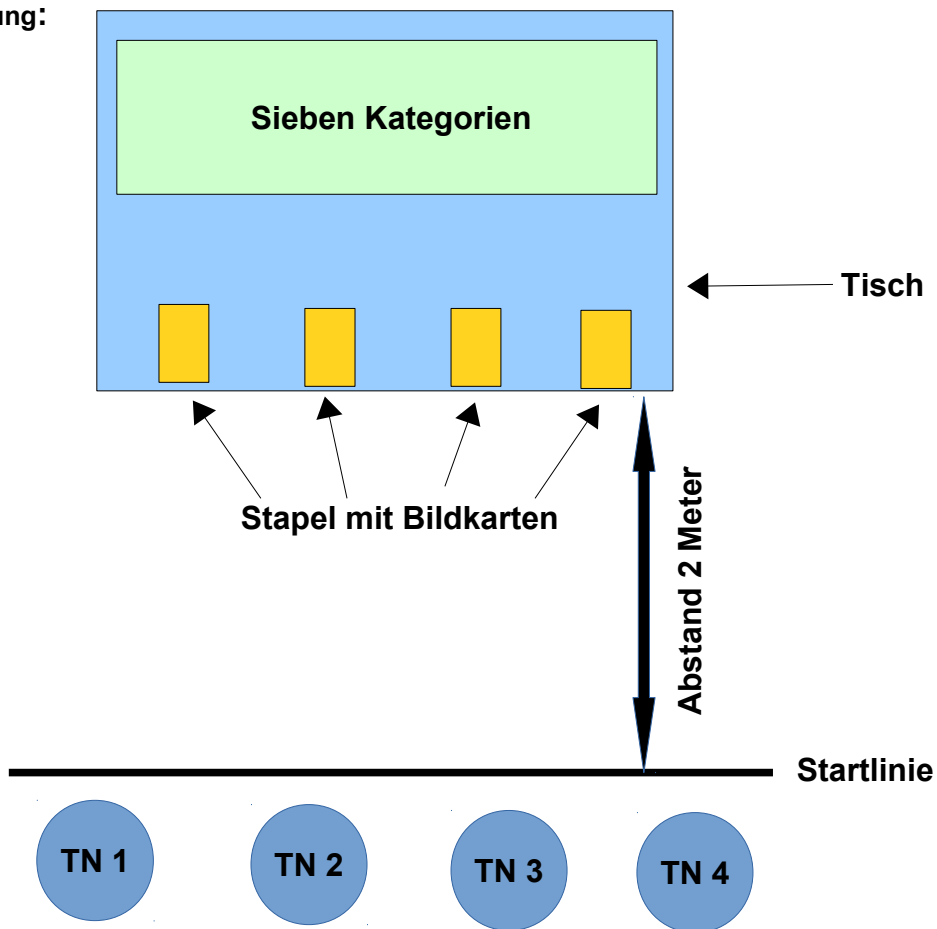 ung:
Sieben Kategorien
Tisch
Stapel mit Bildkarten
Abstand 2 Meter
Startlinie
TN 1
TN 2
TN 3
TN 4